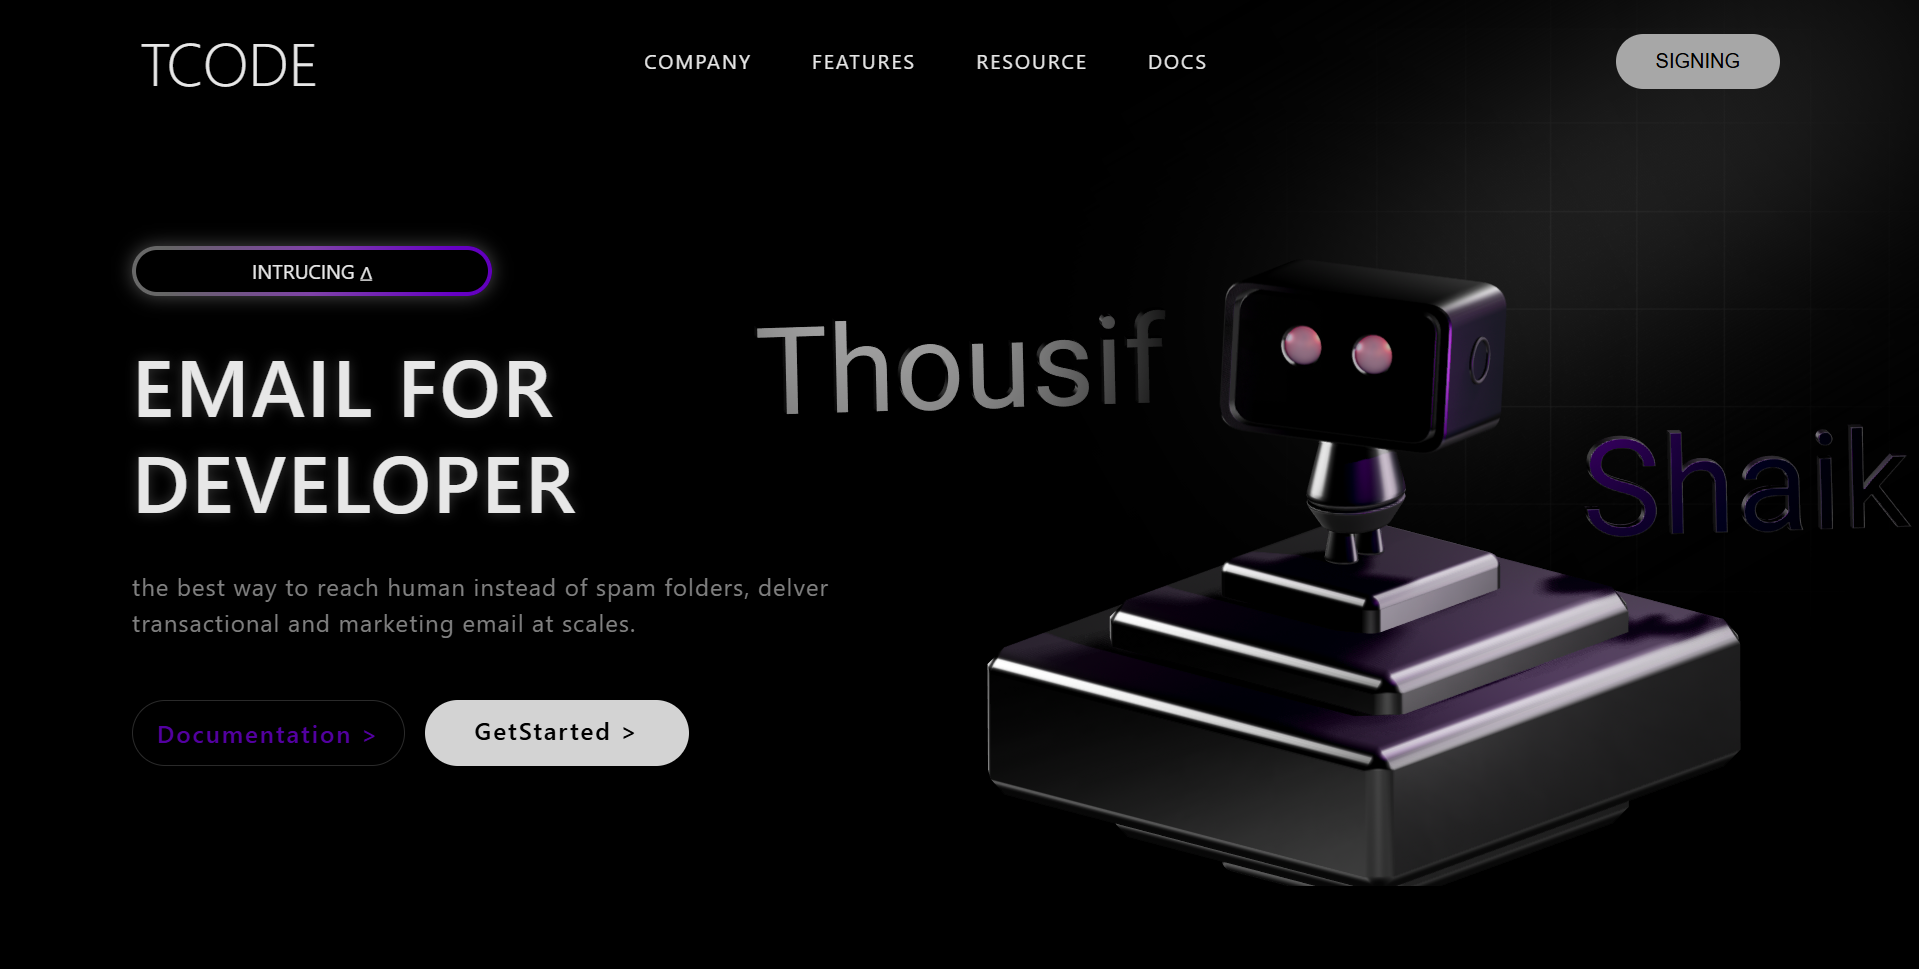 TCODE
COMPANY FEATURES RESOURCE DOCS
SIGNING
INTRUCING Δ
EMAIL FOR
DEVELOPER
Thousif
Shaik
the best way to reach human instead of spam folders, delver
transactional and marketing email at scales.
Documentation >
GetStarted >